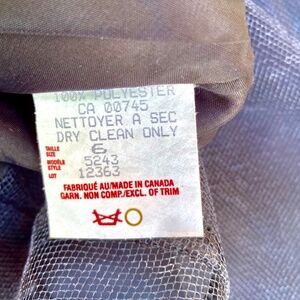 100% POLYESTER
CA 00745
NETTOYER A SEC
DRY CLEAN ONLY
TAILLE
SIZE 6
MODÈLE
STYLE 5243
LOT 12363
FABRIQUÉ AU/MADE IN CANADA
GARN. NON COMP./EXCL. OF TRIM